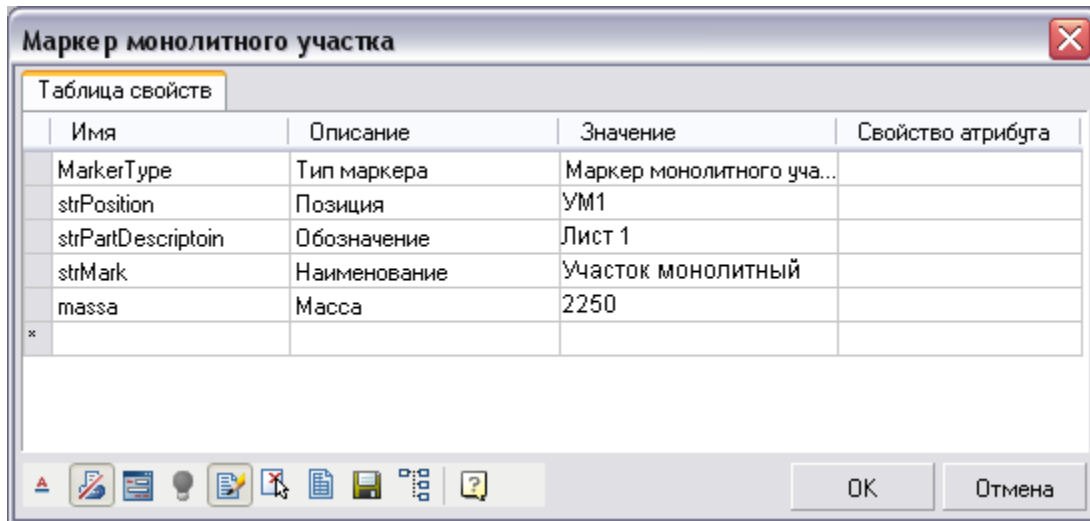 Маркер монолитного участка
Таблица свойств
Имя Описание Значение Свойство атрибута
MarkerType Тип маркера Маркер монолитного уча...
strPosition Позиция УМ1
strPartDescriptoin Обозначение Лист 1
strMark Наименование Участок монолитный
massa Масса 2250
*
ОК Отмена